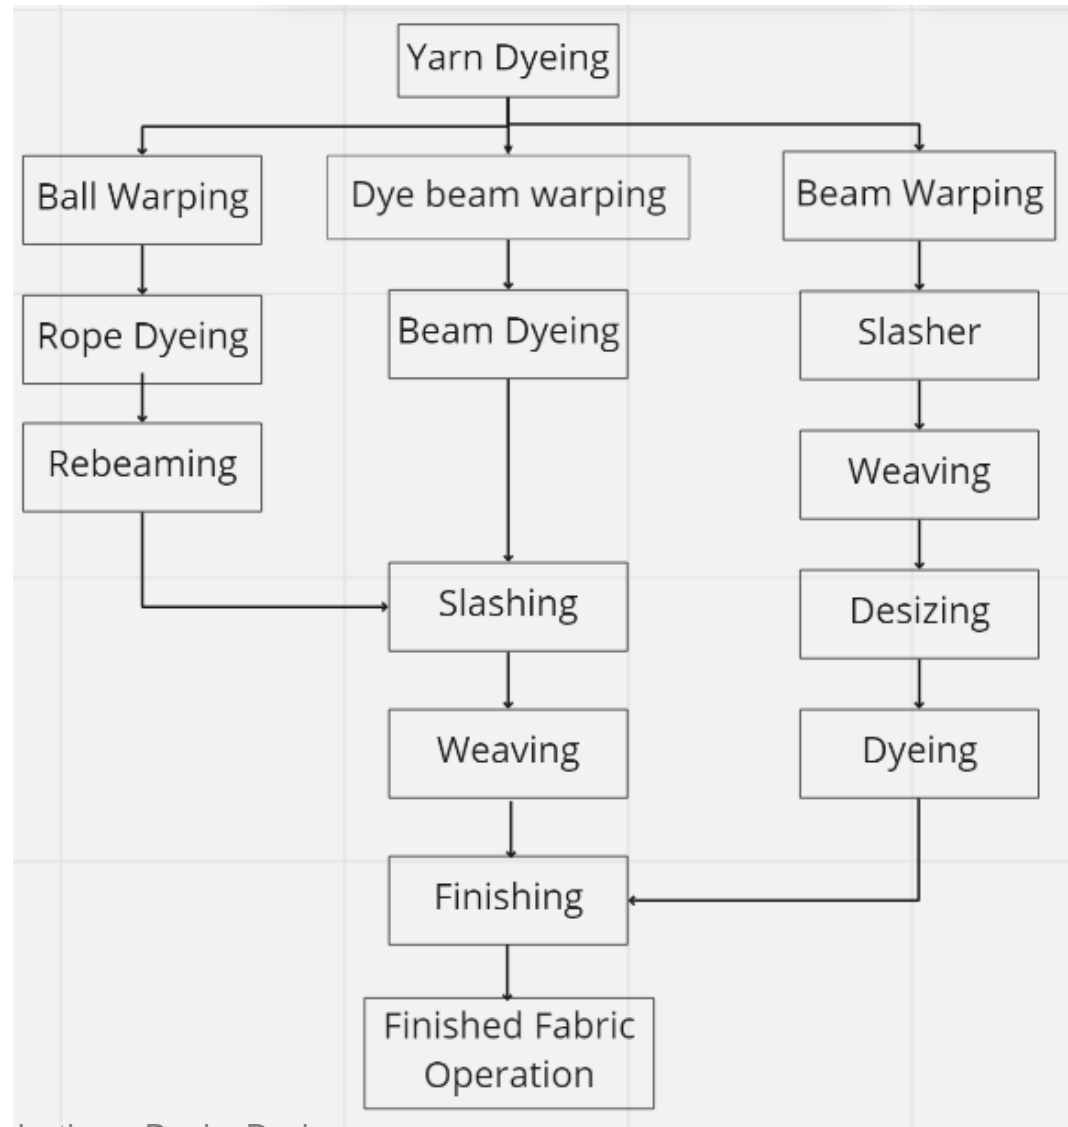 Yarn Dyeing
Ball Warping
Dye beam warping
Beam Warping
Rope Dyeing
Beam Dyeing
Slasher
Rebeaming
Weaving
Slashing
Desizing
Weaving
Dyeing
Finishing
Finished Fabric
Operation